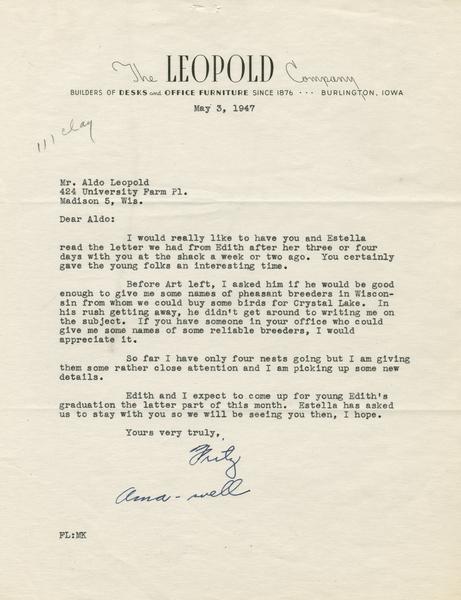 The LEOPOLD Company
BUILDERS OF DESKS and OFFICE FURNITURE SINCE 1876 ··· BURLINGTON, IOWA
May 3, 1947
Mr. Aldo Leopold
424 University Farm Pl.
Madison 5, Wis.
Dear Aldo:
I would really like to have you and Estella
read the letter we had from Edith after her three or four
days with you at the shack a week or two ago. You certainly
gave the young folks an interesting time.
Before Art left, I asked him if he would be good
enough to give me some names of pheasant breeders in Wiscon-
sin from whom we could buy some birds for Crystal Lake. In
his rush getting away, he didn't get around to writing me on
the subject. If you have someone in your office who could
give me some names of some reliable breeders, I would
appreciate it.
So far I have only four nests going but I am giving
them some rather close attention and I am picking up some new
details.
Edith and I expect to come up for young Edith's
graduation the latter part of this month. Estella has asked
us to stay with you so we will be seeing you then, I hope.
Yours very truly,
Fritz
FL:MK